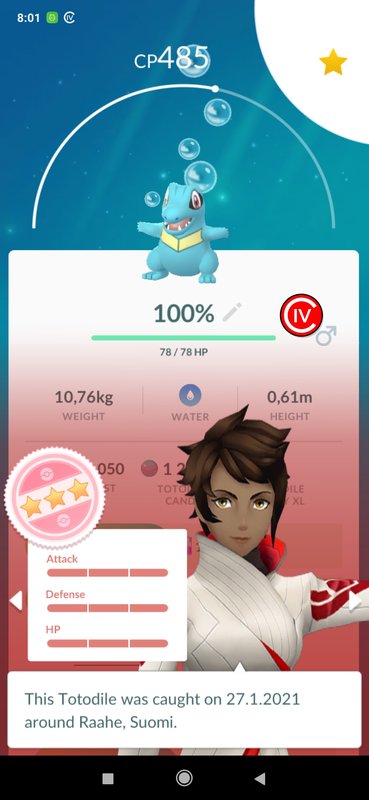 8:01
CP485
100%
IV
78 / 78 HP
10,76kg
WEIGHT
WATER
0,61m
HEIGHT
050
1 2
TOTO
CAND
DILE
Y XL
Attack
Defense
HP
This Totodile was caught on 27.1.2021
around Raahe, Suomi.